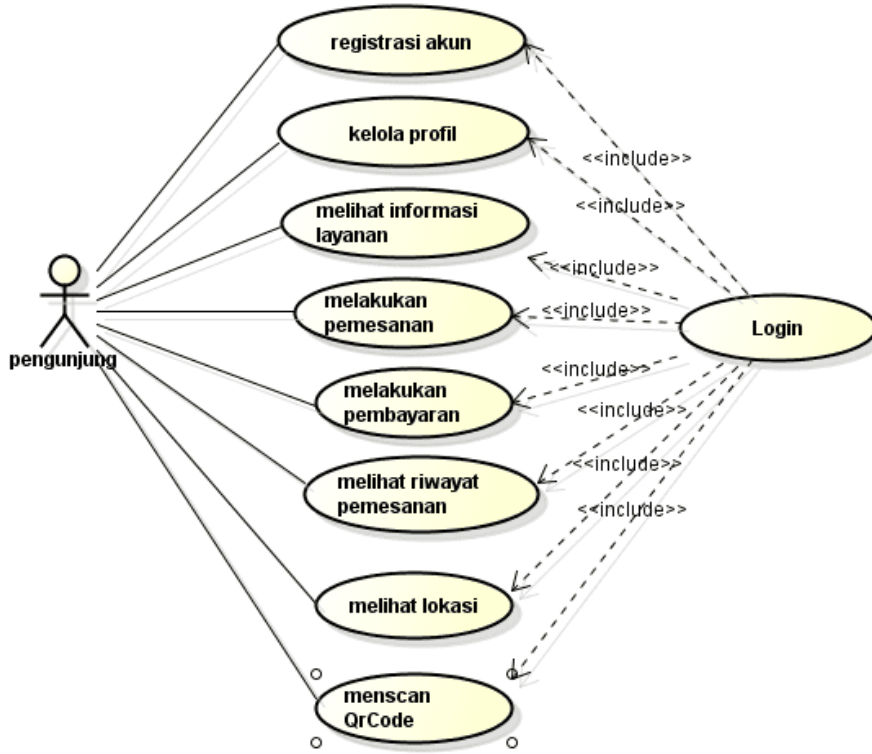 registrasi akun
kelola profil
<<include>>
<<include>>
melihat informasi
layanan
<<include>>
melakukan
pemesanan
<<include>>
Login
pengunjung
<<include>>
melakukan
pembayaran
<<include>>
<<include>>
melihat riwayat
pemesanan
<<include>>
melihat lokasi
menscan
QrCode